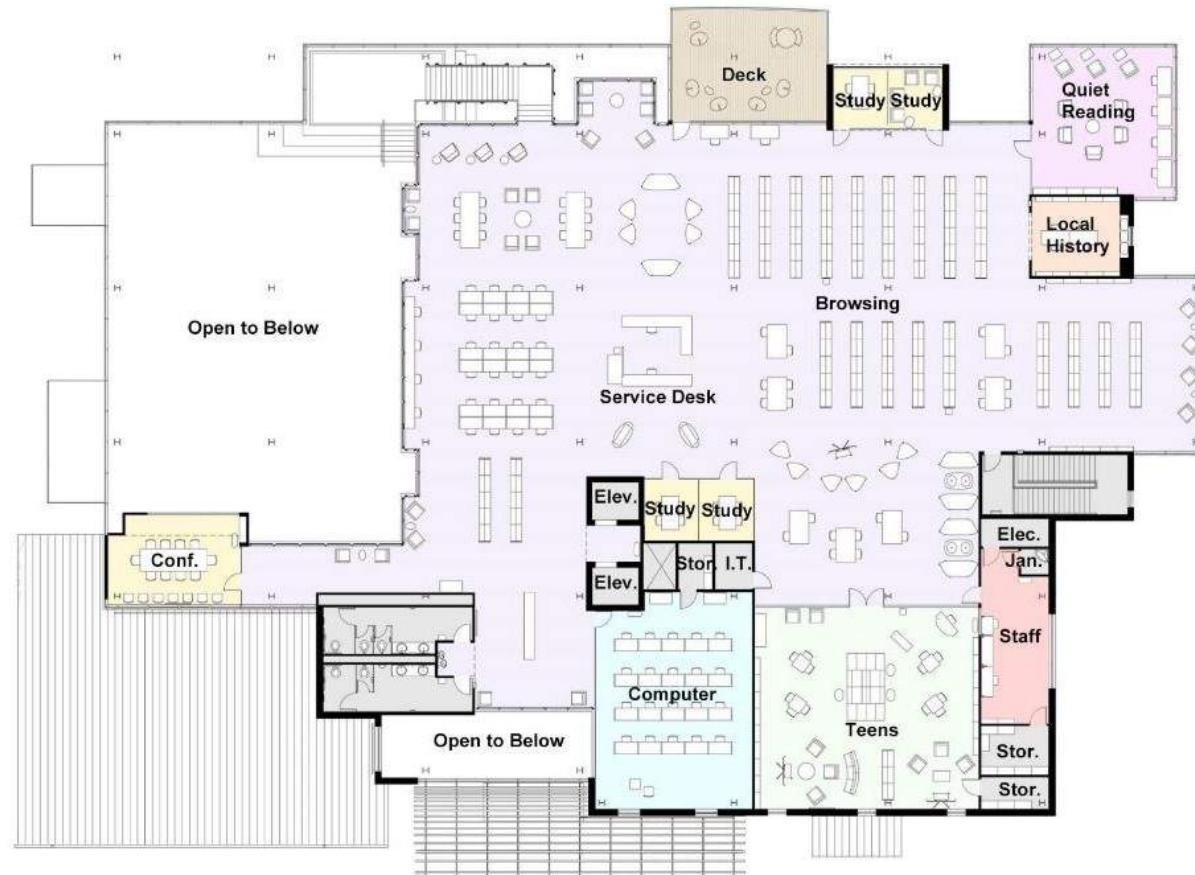 Deck
Study
Study
Quiet
Reading
Local
History
Open to Below
Browsing
Service Desk
Elev.
Study
Study
Conf.
Elev.
Stor.
I.T.
Elec.
Jan.
Staff
Computer
Teens
Open to Below
Stor.
Stor.